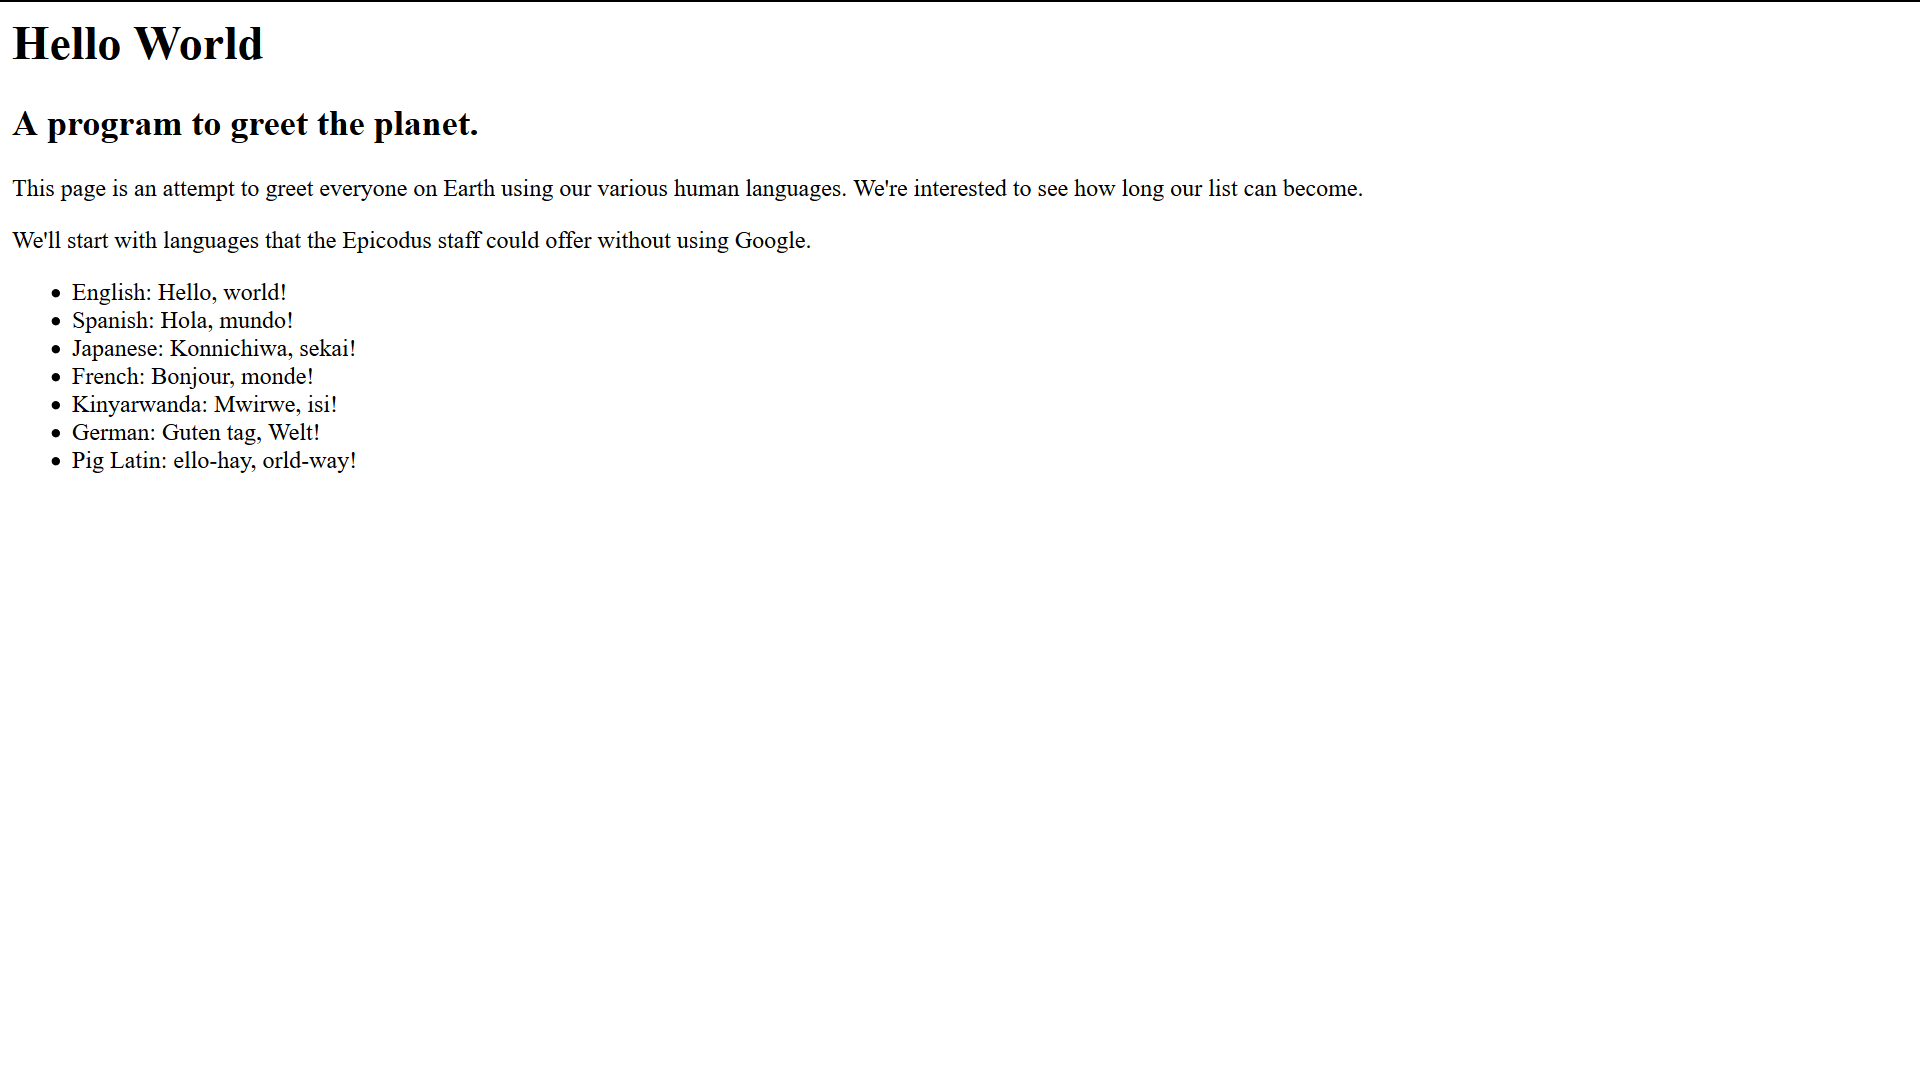 Hello World
A program to greet the planet.
This page is an attempt to greet everyone on Earth using our various human languages. We're interested to see how long our list can become.
We'll start with languages that the Epicodus staff could offer without using Google.
• English: Hello, world!
• Spanish: Hola, mundo!
• Japanese: Konnichiwa, sekai!
• French: Bonjour, monde!
• Kinyarwanda: Mwirwe, isi!
• German: Guten tag, Welt!
• Pig Latin: ello-hay, orld-way!